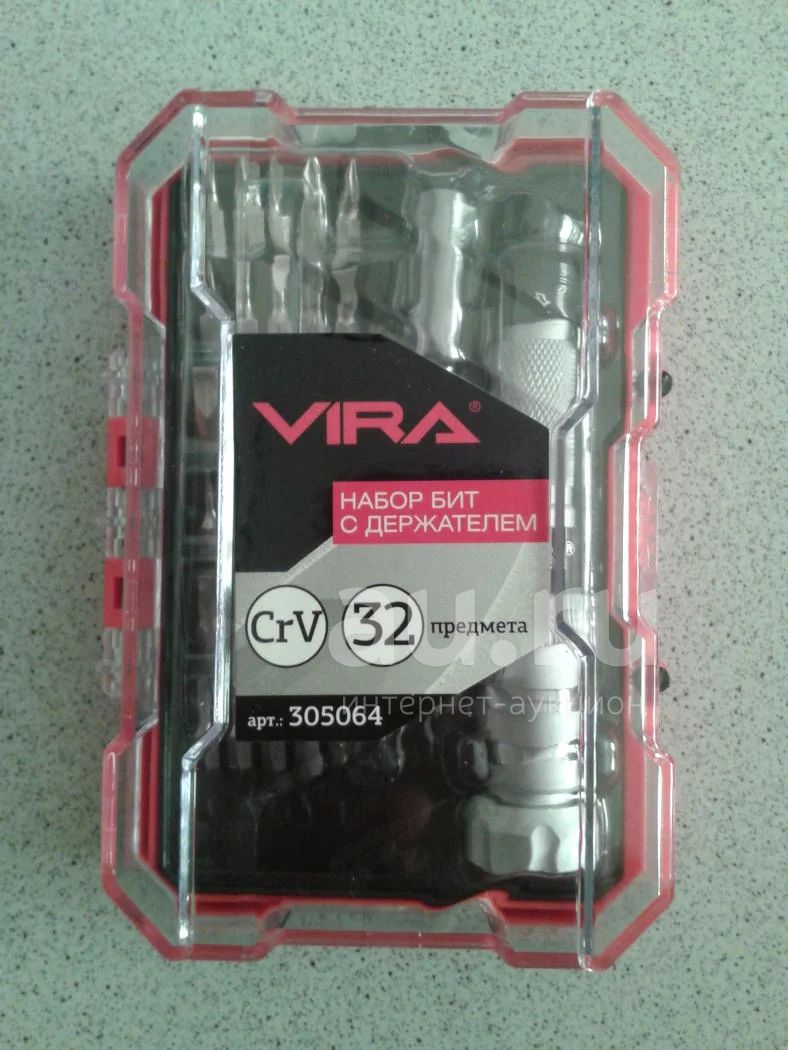 VIRA®
НАБОР БИТ
С ДЕРЖАТЕЛЕМ
CrV 32 предмета
арт.: 305064
au.ru
интернет-аукцион
®